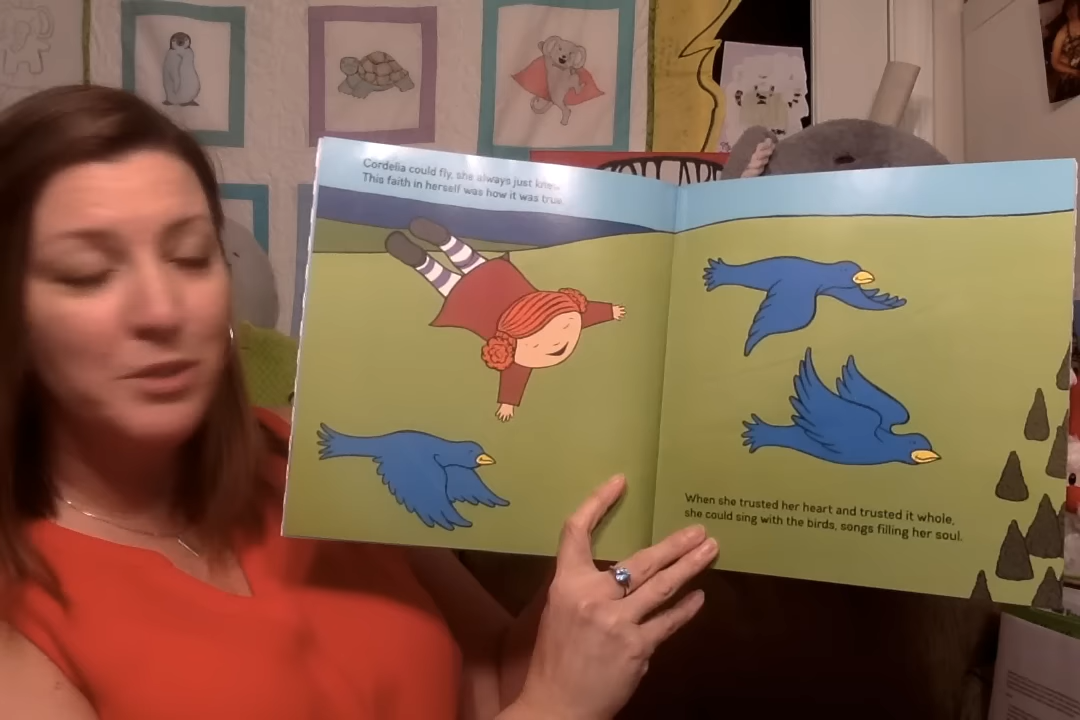 Cordelia could fly, she always just knew.
This faith in herself was how it was true.
When she trusted her heart and trusted it whole,
she could sing with the birds, songs filling her soul.